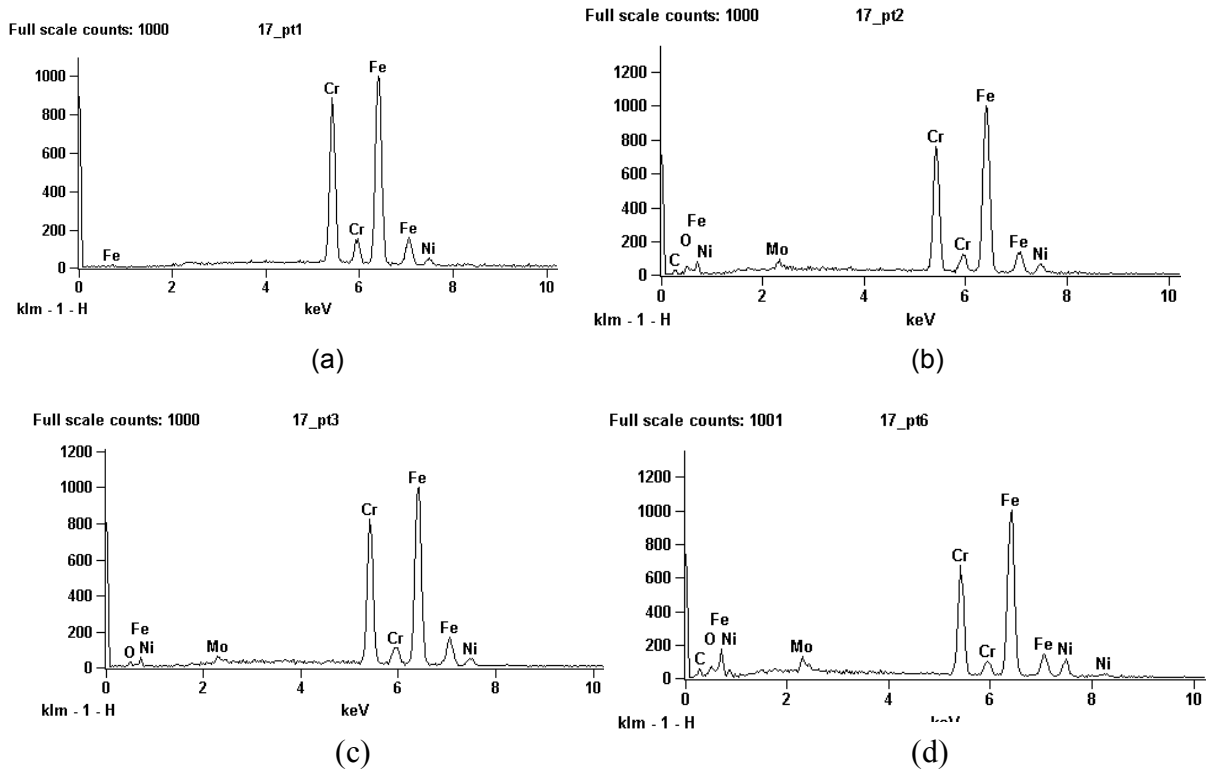 Full scale counts: 1000 17_pt1
1000
800
600
400
200
0
Fe
Cr
Cr
Fe
Fe
Ni
0 2 4 6 8 10
klm - 1 - H keV
(a)
Full scale counts: 1000 17_pt2
1200
1000
800
600
400
200
0
C
O
Fe
Ni
Mo
Cr
Cr
Fe
Fe
Ni
0 2 4 6 8 10
klm - 1 - H keV
(b)
Full scale counts: 1000 17_pt3
1200
1000
800
600
400
200
0
O
Fe
Ni
Mo
Cr
Cr
Fe
Fe
Ni
0 2 4 6 8 10
klm - 1 - H keV
(c)
Full scale counts: 1001 17_pt6
1200
1000
800
600
400
200
0
C
O
Fe
Ni
Mo
Cr
Cr
Fe
Fe
Ni
Ni
0 2 4 6 8 10
klm - 1 - H keV
(d)